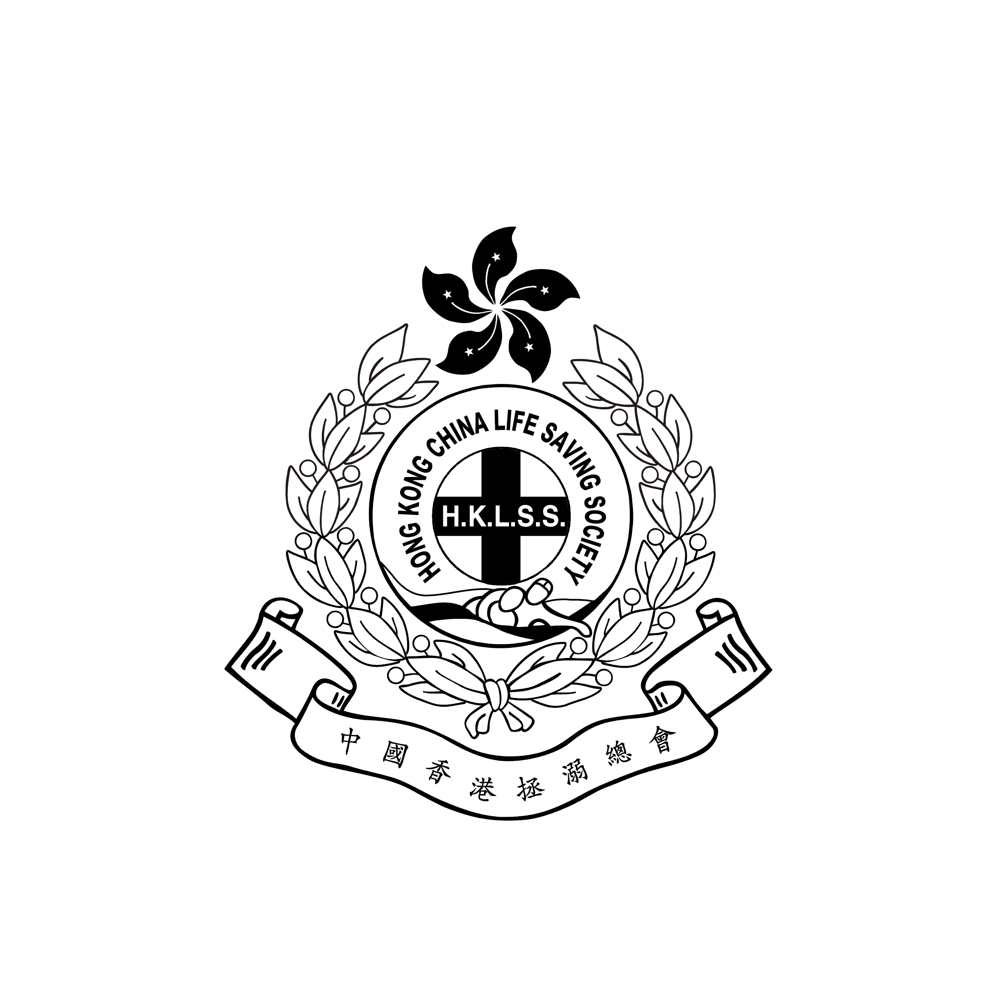 HONG KONG CHINA LIFE SAVING SOCIETY
H.K.L.S.S.
中國香港拯溺總會